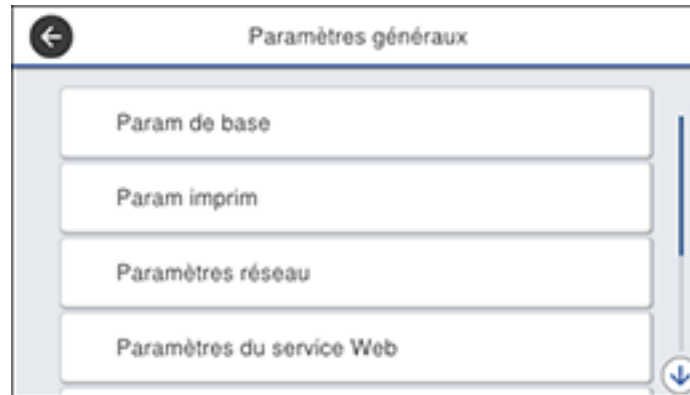 Paramètres généraux
Param de base
Param imprim
Paramètres réseau
Paramètres du service Web